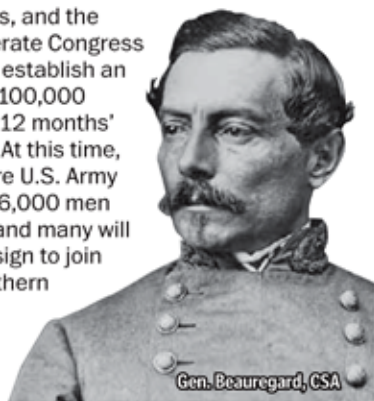 s, and the
erate Congress
establish an
100,000
12 months'
At this time,
re U.S. Army
6,000 men
and many will
sign to join
thern
Gen. Beauregard, CSA